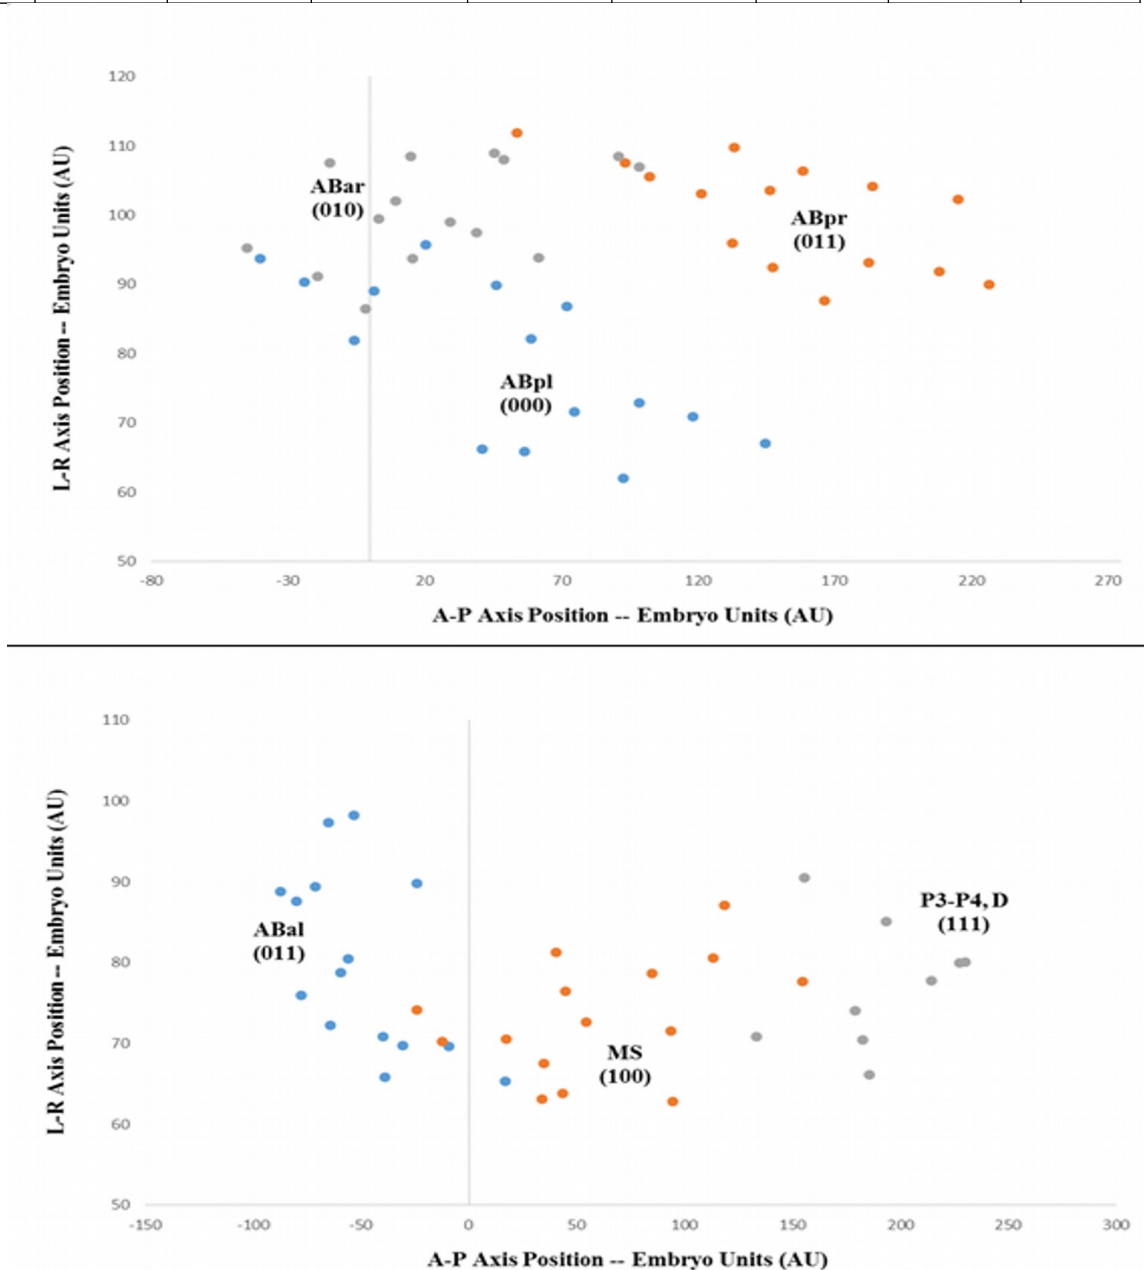 120
110
100
90
80
70
60
50
L-R Axis Position -- Embryo Units (AU)
ABar
(010)
ABpr
(011)
ABpl
(000)
-80 -30 20 70 120 170 220 270
A-P Axis Position -- Embryo Units (AU)
110
100
90
80
70
60
50
L-R Axis Position -- Embryo Units (AU)
ABal
(011)
P3-P4, D
(111)
MS
(100)
-150 -100 -50 0 50 100 150 200 250 300
A-P Axis Position -- Embryo Units (AU)